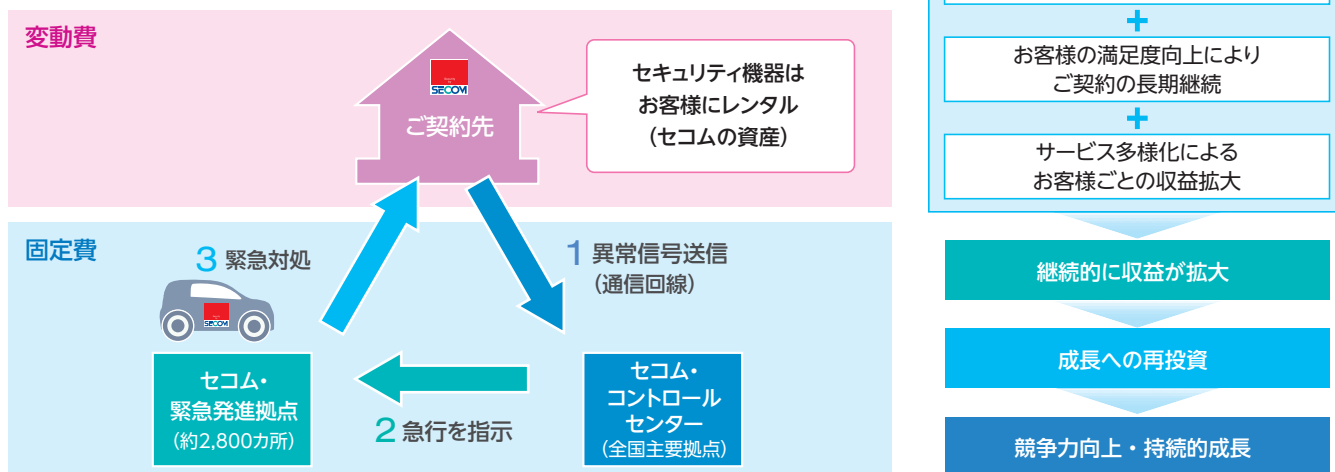 変動費
SECOM
ご契約先
セキュリティ機器は
お客様にレンタル
（セコムの資産）
固定費
3 緊急対処
SECOM
1 異常信号送信
（通信回線）
セコム・
緊急発進拠点
（約2,800カ所）
2 急行を指示
セコム・
コントロール
センター
（全国主要拠点）
+
お客様の満足度向上により
ご契約の長期継続
+
サービス多様化による
お客様ごとの収益拡大
継続的に収益が拡大
成長への再投資
競争力向上・持続的成長